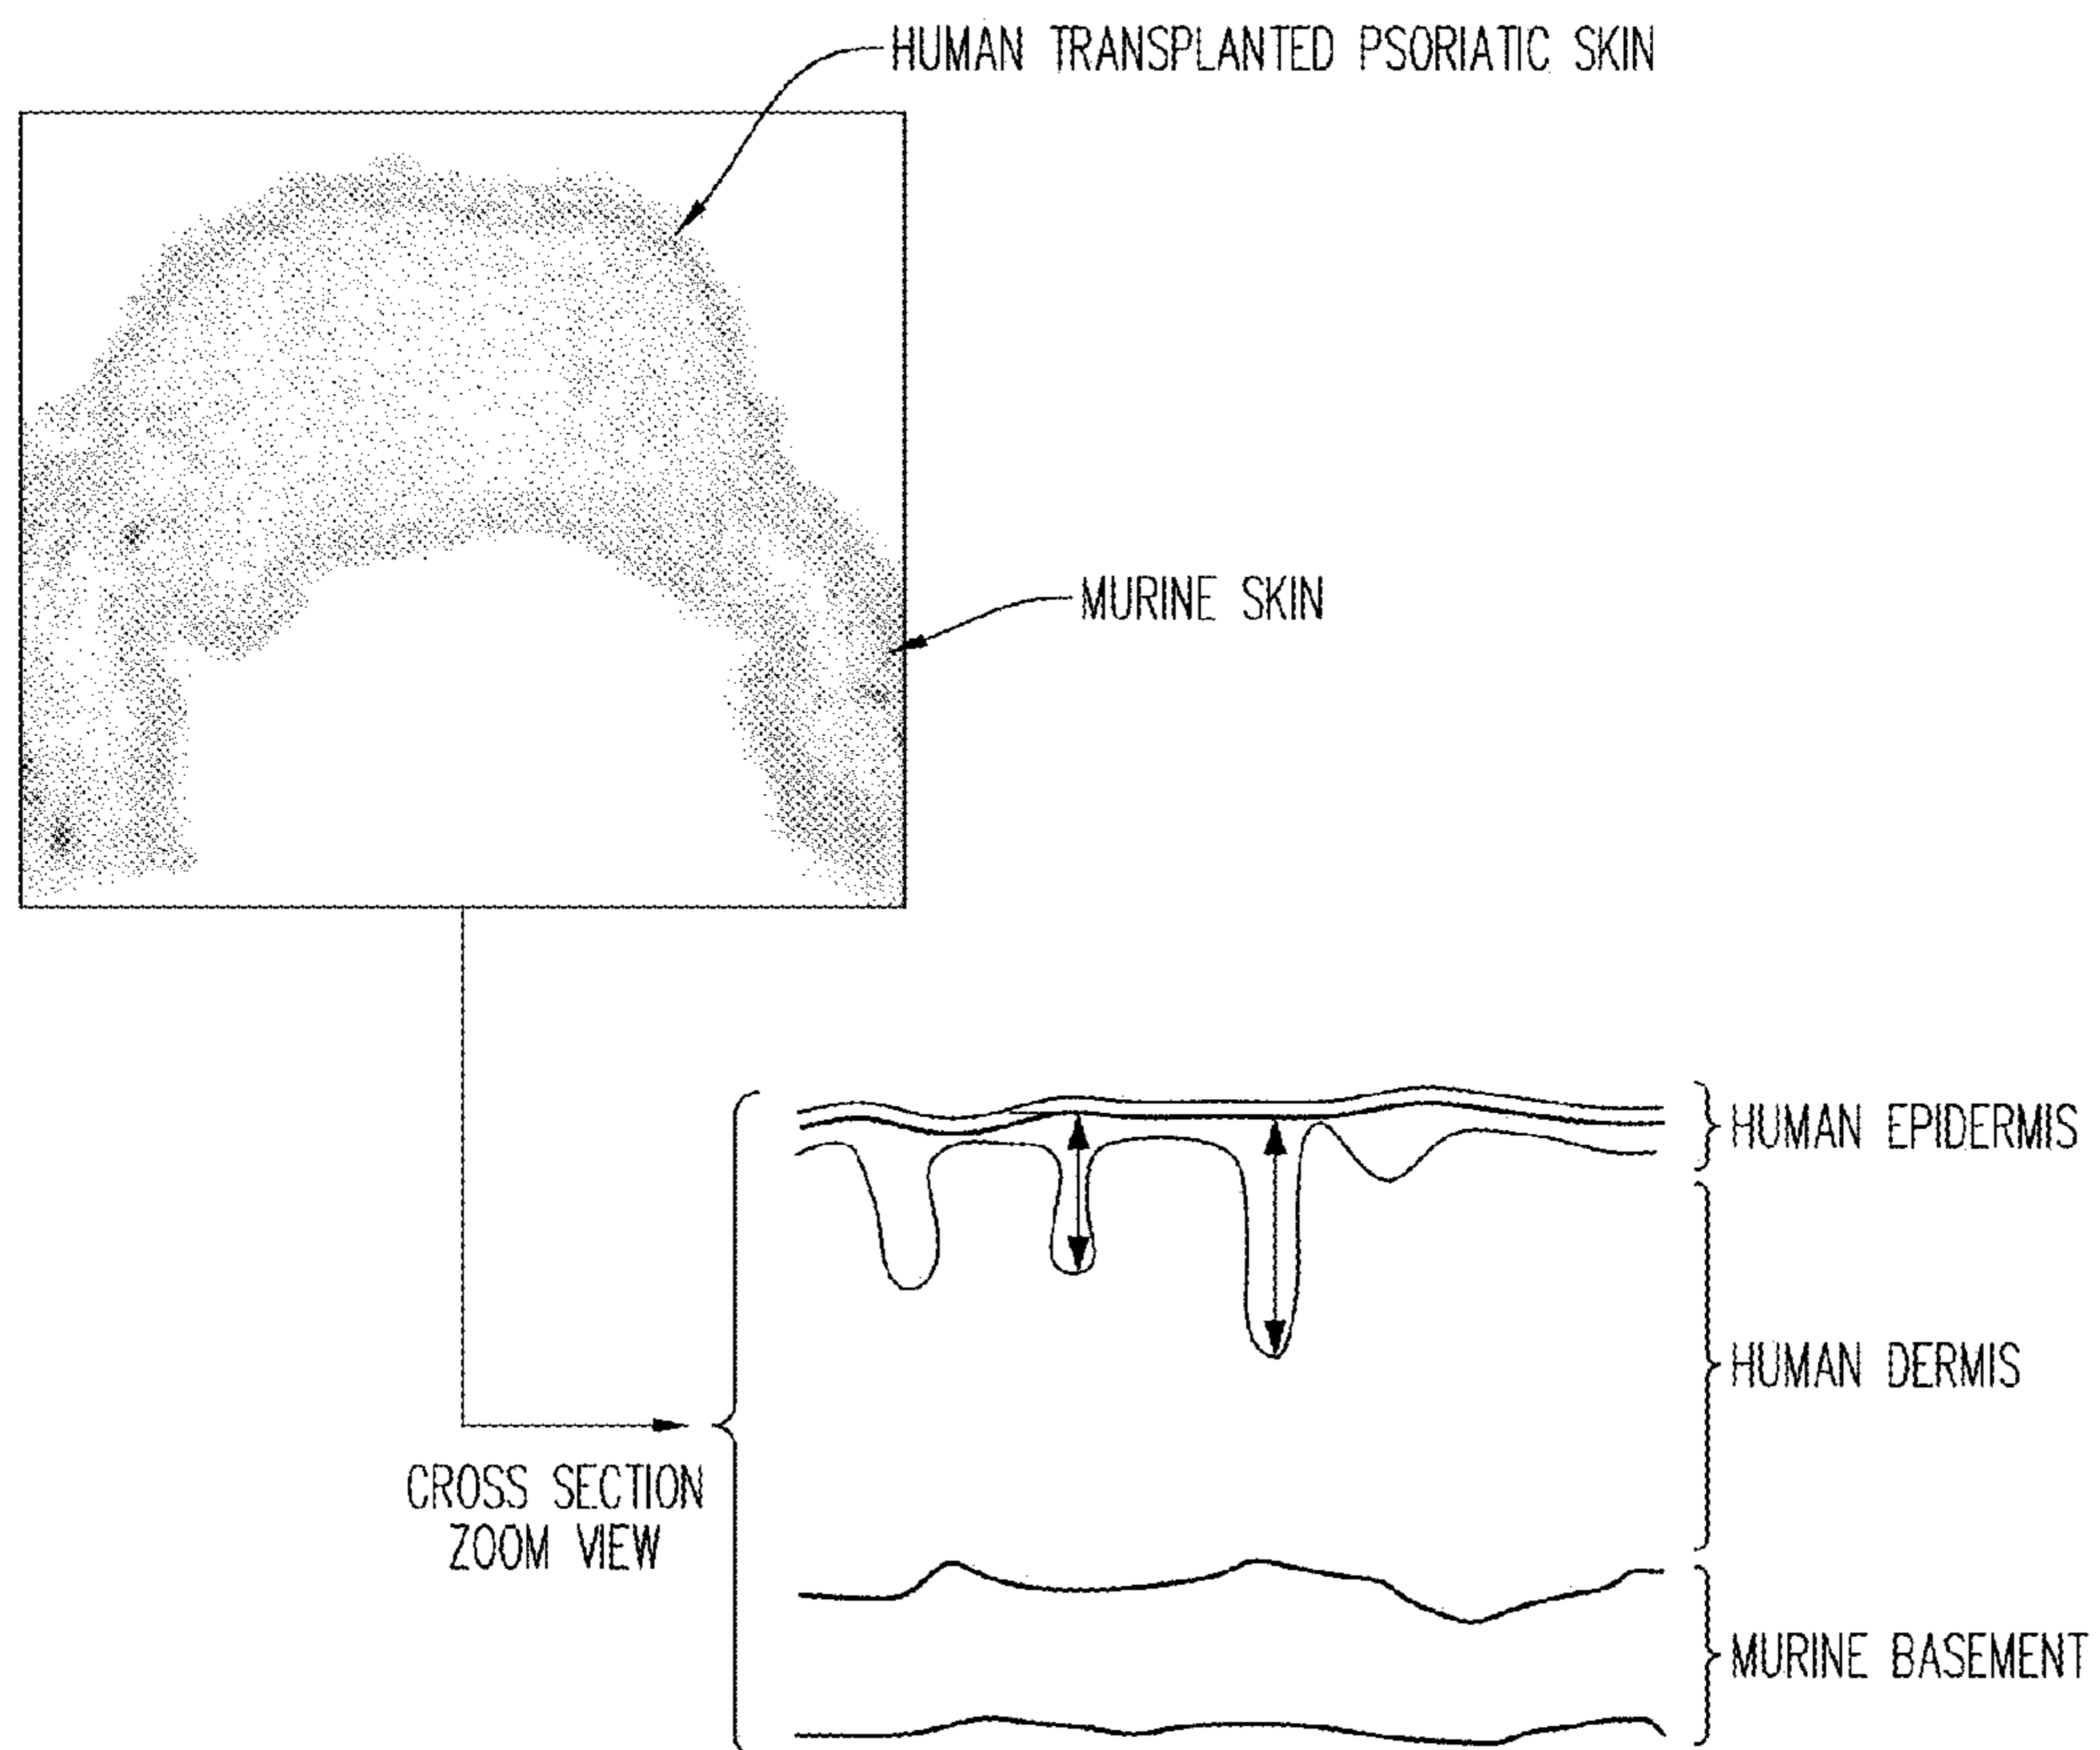 HUMAN TRANSPLANTED PSORIATIC SKIN
MURINE SKIN
CROSS SECTION
ZOOM VIEW
HUMAN EPIDERMIS
HUMAN DERMIS
MURINE BASEMENT